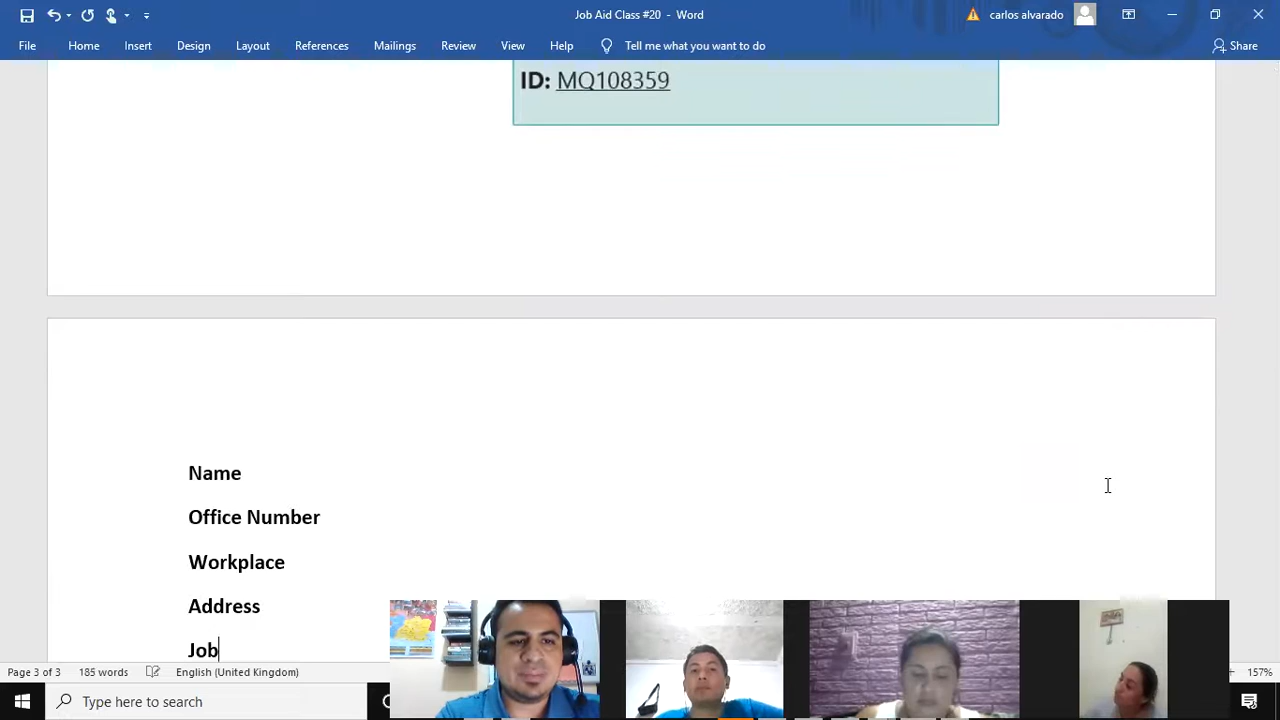 Job Aid Class #20 - Word
carlos alvarado
File Home Insert Design Layout References Mailings Review View Help Tell me what you want to do Share
ID: MQ108359
Name
Office Number
Workplace
Address
Job
Page 3 of 3 185 words English (United Kingdom) 157%
Type here to search